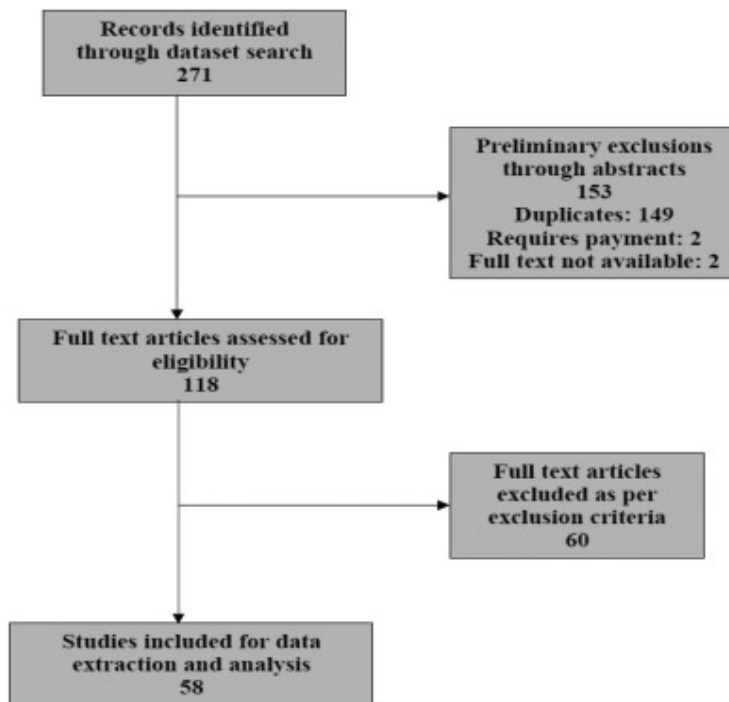 Records identified
through dataset search
271
Preliminary exclusions
through abstracts
153
Duplicates: 149
Requires payment: 2
Full text not available: 2
Full text articles assessed for
eligibility
118
Full text articles
excluded as per
exclusion criteria
60
Studies included for data
extraction and analysis
58